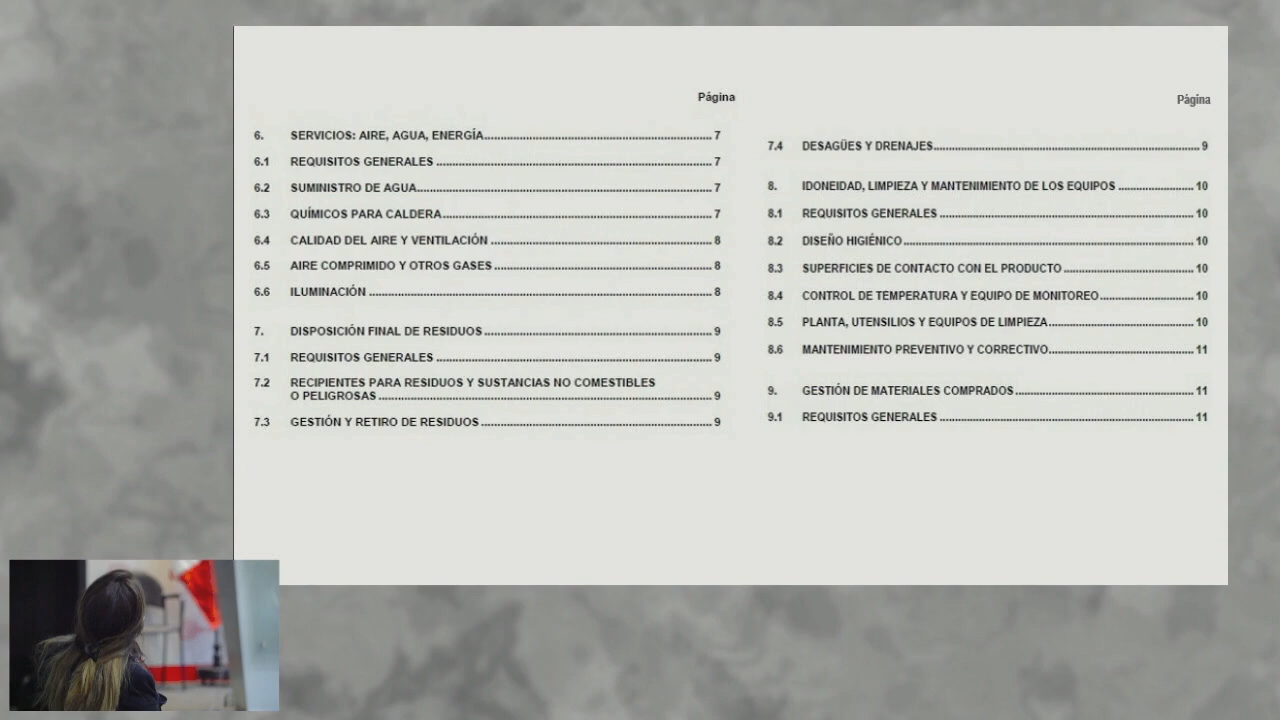 Página
6. SERVICIOS: AIRE, AGUA, ENERGÍA 7
6.1 REQUISITOS GENERALES 7
6.2 SUMINISTRO DE AGUA 7
6.3 QUÍMICOS PARA CALDERA 7
6.4 CALIDAD DEL AIRE Y VENTILACIÓN 8
6.5 AIRE COMPRIMIDO Y OTROS GASES 8
6.6 ILUMINACIÓN 8
7. DISPOSICIÓN FINAL DE RESIDUOS 9
7.1 REQUISITOS GENERALES 9
7.2 RECIPIENTES PARA RESIDUOS Y SUSTANCIAS NO COMESTIBLES
O PELIGROSAS 9
7.3 GESTIÓN Y RETIRO DE RESIDUOS 9
Página
7.4 DESAGÜES Y DRENAJES 9
8. IDONEIDAD, LIMPIEZA Y MANTENIMIENTO DE LOS EQUIPOS 10
8.1 REQUISITOS GENERALES 10
8.2 DISEÑO HIGIÉNICO 10
8.3 SUPERFICIES DE CONTACTO CON EL PRODUCTO 10
8.4 CONTROL DE TEMPERATURA Y EQUIPO DE MONITOREO 10
8.5 PLANTA, UTENSILIOS Y EQUIPOS DE LIMPIEZA 10
8.6 MANTENIMIENTO PREVENTIVO Y CORRECTIVO 11
9. GESTIÓN DE MATERIALES COMPRADOS 11
9.1 REQUISITOS GENERALES 11